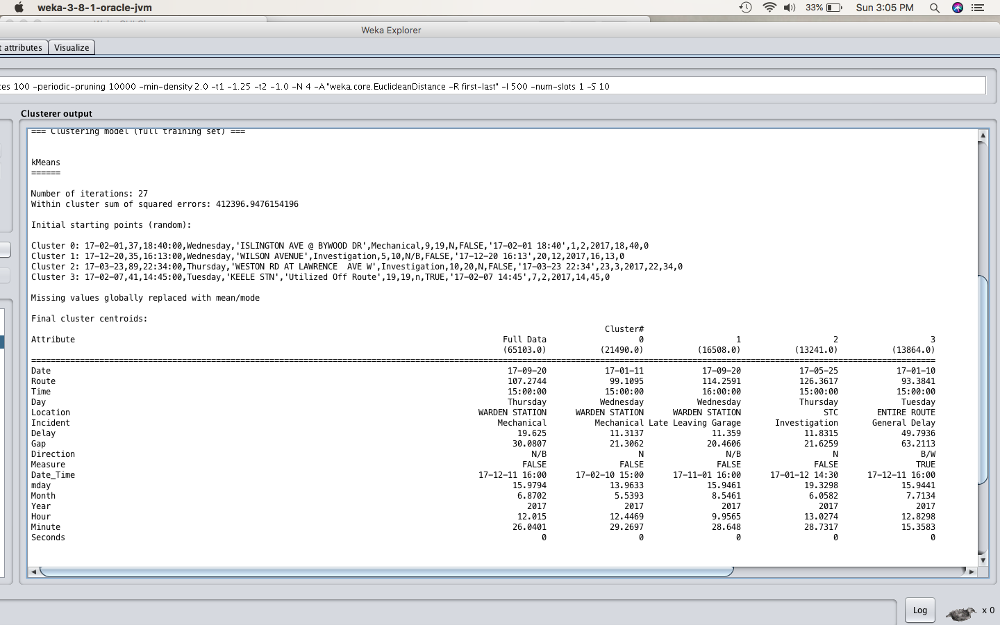 weka-3-8-1-oracle-jvm 33% Sun 3:05 PM
Weka Explorer
t attributes Visualize
es 100 -periodic-pruning 10000 -min-density 2.0 -t1 -1.25 -t2 -1.0 -N 4 -A "weka.core.EuclideanDistance -R first-last" -I 500 -num-slots 1 -S 10
Clusterer output
=== Clustering model (full training set) ===
kMeans
======
Number of iterations: 27
Within cluster sum of squared errors: 412396.9476154196
Initial starting points (random):
Cluster 0: 17-02-01,37,18:40:00,Wednesday,'ISLINGTON AVE @ BYWOOD DR',Mechanical,9,19,N,FALSE,'17-02-01 18:40',1,2,2017,18,40,0
Cluster 1: 17-12-20,35,16:13:00,Wednesday,'WILSON AVENUE',Investigation,5,10,N/B,FALSE,'17-12-20 16:13',20,12,2017,16,13,0
Cluster 2: 17-03-23,89,22:34:00,Thursday,'WESTON RD AT LAWRENCE  AVE W',Investigation,10,20,N,FALSE,'17-03-23 22:34',23,3,2017,22,34,0
Cluster 3: 17-02-07,41,14:45:00,Tuesday,'KEELE STN','Utilized Off Route',19,19,n,TRUE,'17-02-07 14:45',7,2,2017,14,45,0
Missing values globally replaced with mean/mode
Final cluster centroids:
Cluster#
Attribute Full Data 0 1 2 3
(65103.0) (21490.0) (16508.0) (13241.0) (13864.0)
Date 17-09-20 17-01-11 17-09-20 17-05-25 17-01-10
Route 107.2744 99.1095 114.2591 126.3617 93.3841
Time 15:00:00 15:00:00 16:00:00 15:00:00 15:00:00
Day Thursday Wednesday Wednesday Thursday Tuesday
Location WARDEN STATION WARDEN STATION WARDEN STATION STC ENTIRE ROUTE
Incident Mechanical Mechanical Late Leaving Garage Investigation General Delay
Delay 19.625 11.3137 11.359 11.8315 49.7936
Gap 30.0807 21.3062 20.4606 21.6259 63.2113
Direction N/B N N/B N B/W
Measure FALSE FALSE FALSE FALSE TRUE
Date_Time 17-12-11 16:00 17-02-10 15:00 17-11-01 16:00 17-01-12 14:30 17-12-11 16:00
mday 15.9794 13.9633 15.9461 19.3298 15.9441
Month 6.8702 5.5393 8.5461 6.0582 7.7134
Year 2017 2017 2017 2017 2017
Hour 12.015 12.4469 9.9565 13.0274 12.8298
Minute 26.0401 29.2697 28.648 28.7317 15.3583
Seconds 0 0 0 0 0
Log x 0